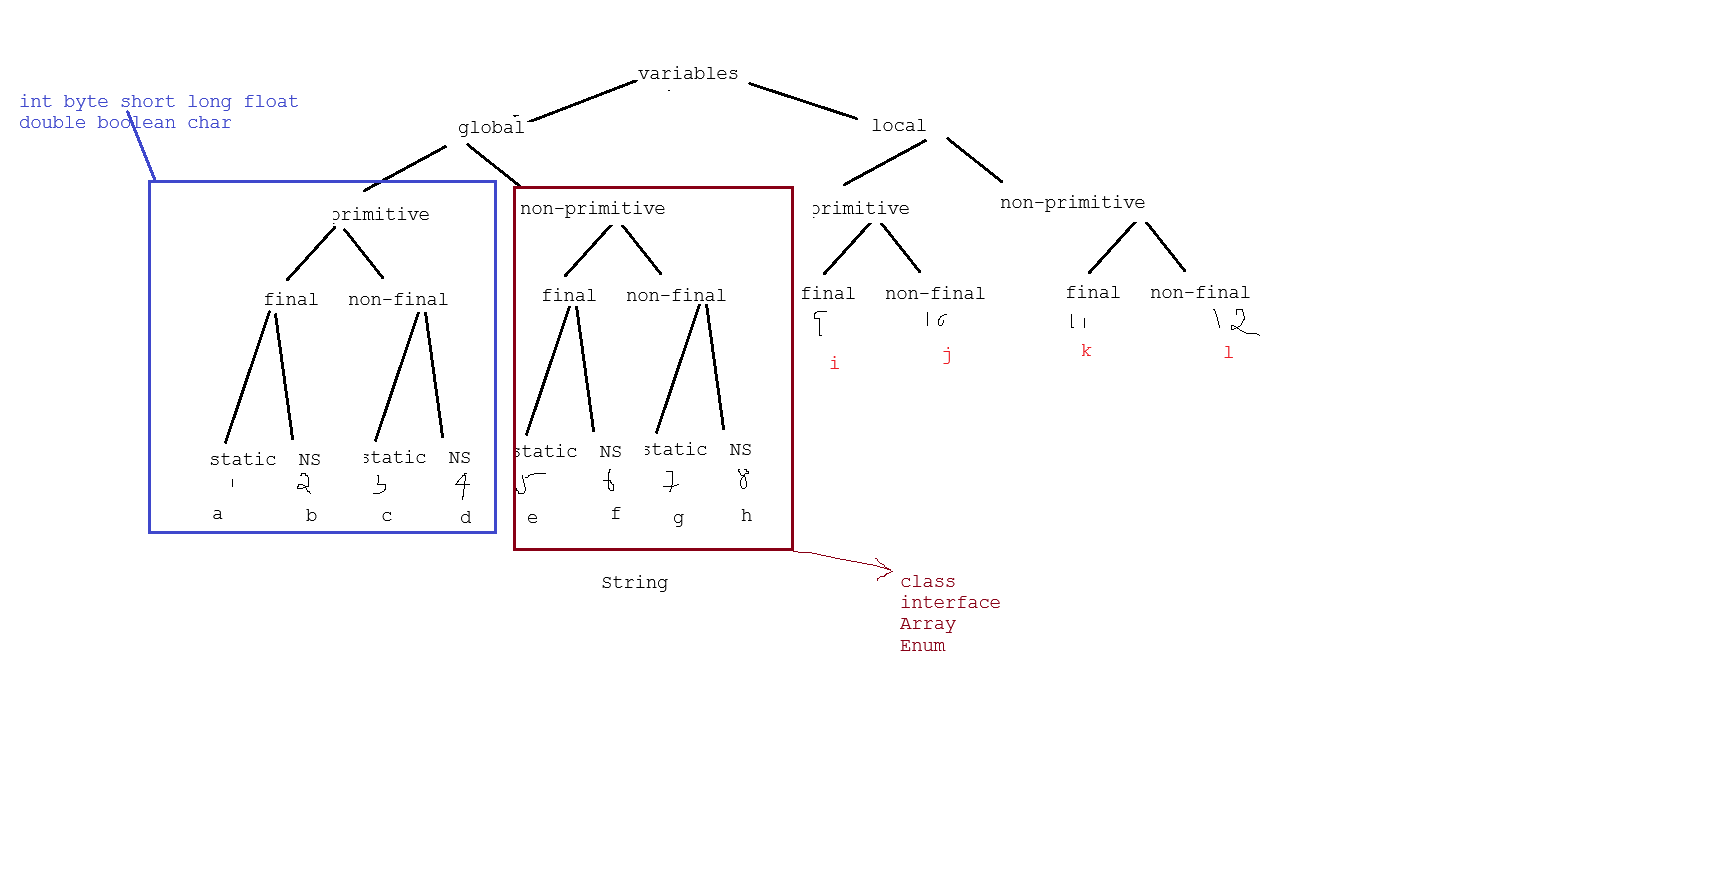 variables
int byte short long float
double boolean char
global
local
primitive
non-primitive
primitive
non-primitive
final
non-final
final
non-final
final
non-final
final
non-final
9
10
11
12
i
j
k
l
static
NS
static
NS
static
NS
static
NS
1
2
3
4
5
6
7
8
a
b
c
d
e
f
g
h
String
class
interface
Array
Enum